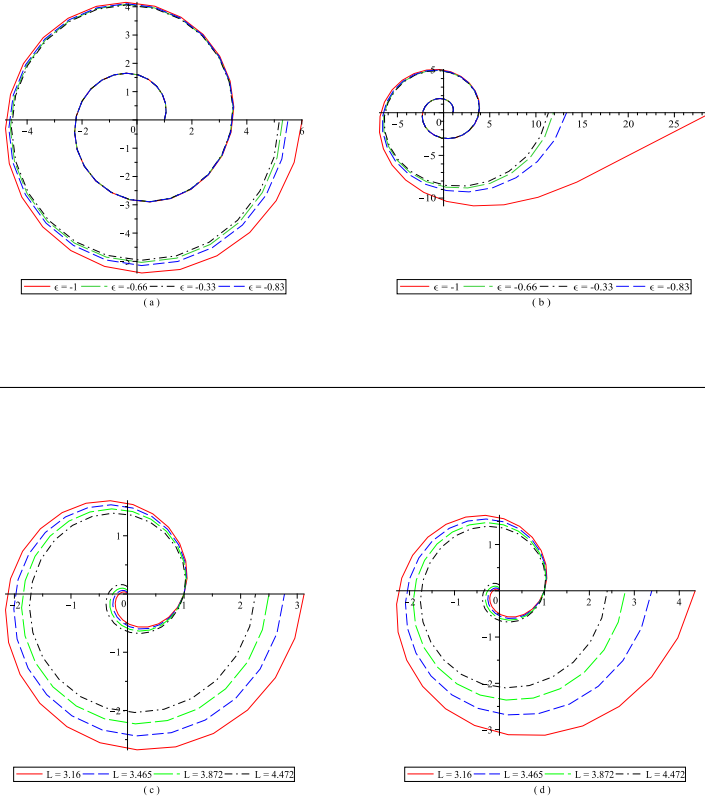 4
3
2
1
−4 −2 0 2 4 6
−1
−2
−3
−4
ϵ = -1 ϵ = -0.66 ϵ = -0.33 ϵ = -0.83
( a )
5
−5 0 5 10 15 20 25
−5
−10
ϵ = -1 ϵ = -0.66 ϵ = -0.33 ϵ = -0.83
( b )
1
−2 −1 0 1 2 3
−1
−2
L = 3.16 L = 3.465 L = 3.872 L = 4.472
( c )
1
−2 −1 0 1 2 3 4
−1
−2
−3
L = 3.16 L = 3.465 L = 3.872 L = 4.472
( d )